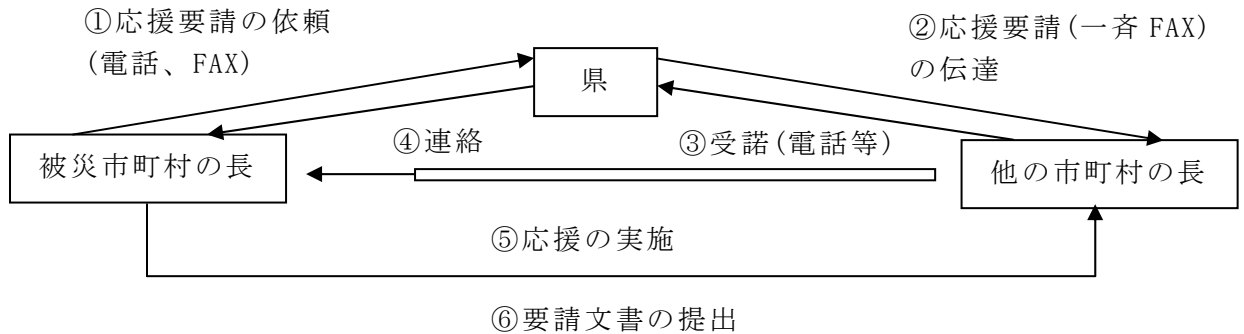 ①応援要請の依頼
(電話、FAX)
②応援要請(一斉 FAX)
の伝達
県
④連絡
③受諾(電話等)
被災市町村の長
他の市町村の長
⑤応援の実施
⑥要請文書の提出